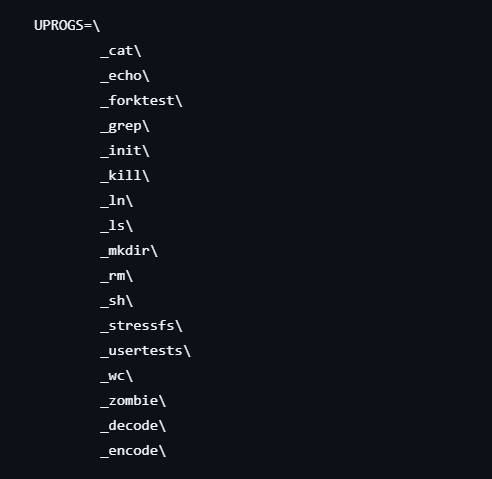 UPROGS=\
_cat\
_echo\
_forktest\
_grep\
_init\
_kill\
_ln\
_ls\
_mkdir\
_rm\
_sh\
_stressfs\
_usertests\
_wc\
_zombie\
_decode\
_encode\